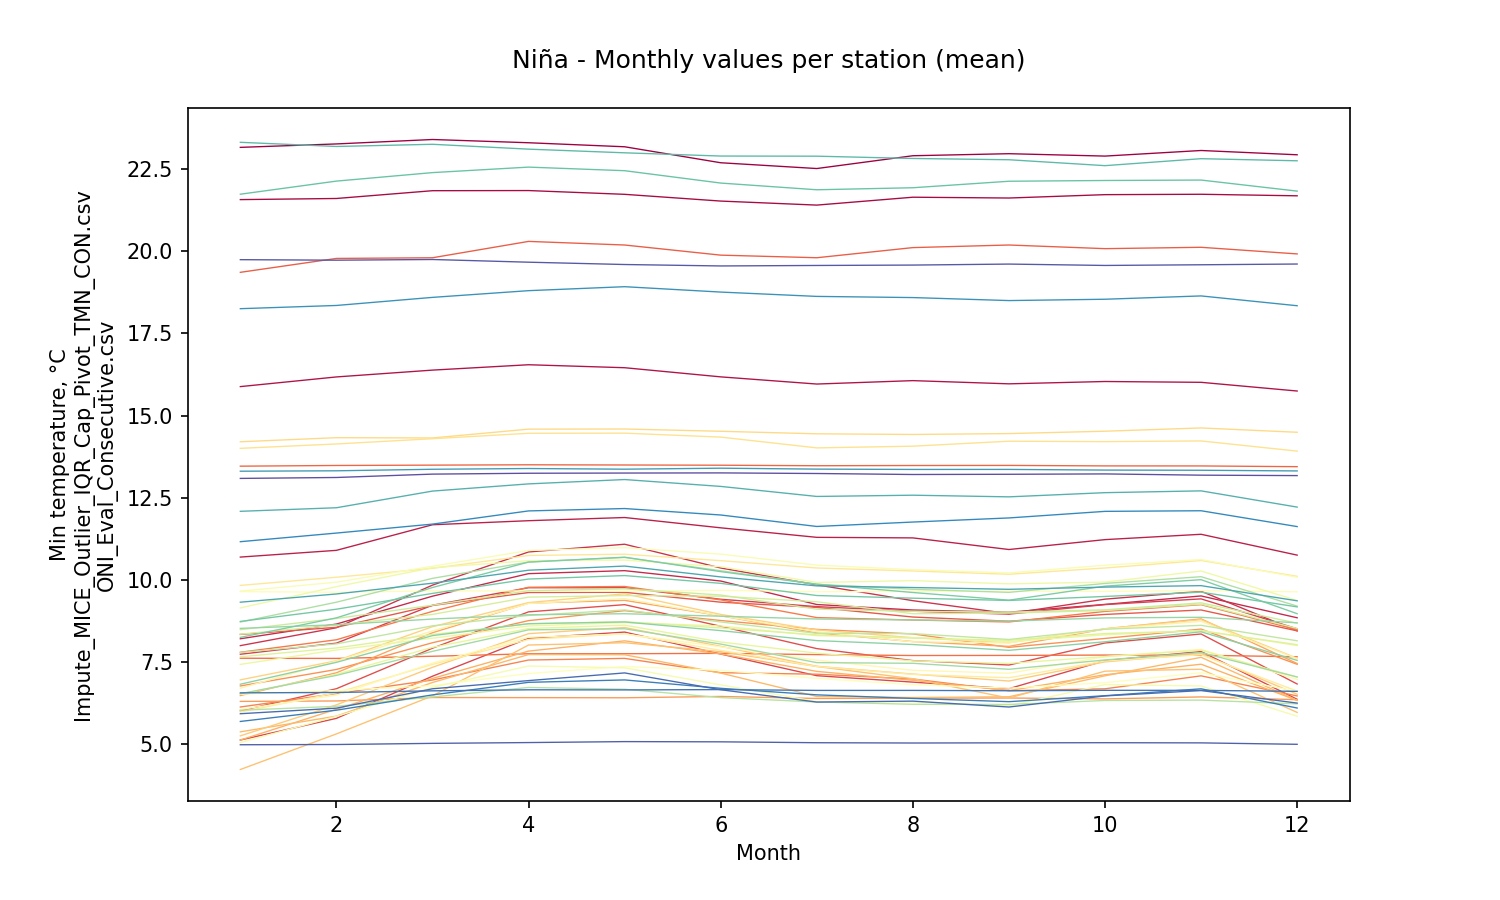 Niña - Monthly values per station (mean)
Min temperature, °C
Impute_MICE_Outlier_IQR_Cap_Pivot_TMN_CON.csv
ONI_Eval_Consecutive.csv
22.5
20.0
17.5
15.0
12.5
10.0
7.5
5.0
2 4 6 8 10 12
Month